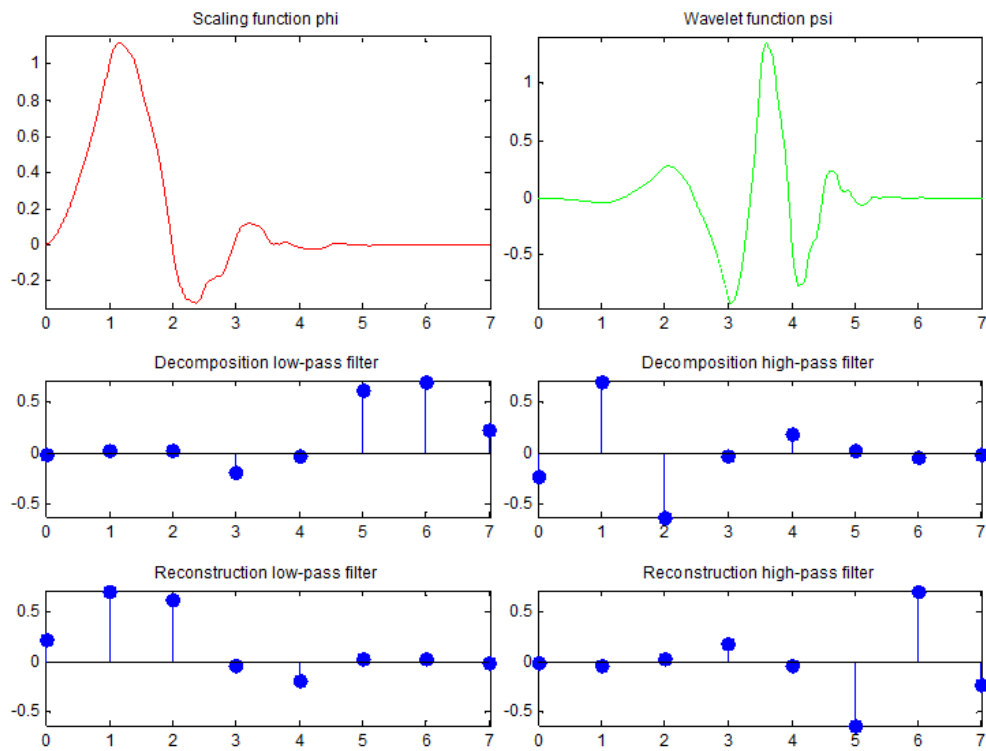 Scaling function phi
1
0.8
0.6
0.4
0.2
0
-0.2
0 1 2 3 4 5 6 7
Wavelet function psi
1
0.5
0
-0.5
0 1 2 3 4 5 6 7
Decomposition low-pass filter
0.5
0
-0.5
0 1 2 3 4 5 6 7
Decomposition high-pass filter
0.5
0
-0.5
0 1 2 3 4 5 6 7
Reconstruction low-pass filter
0.5
0
-0.5
0 1 2 3 4 5 6 7
Reconstruction high-pass filter
0.5
0
-0.5
0 1 2 3 4 5 6 7